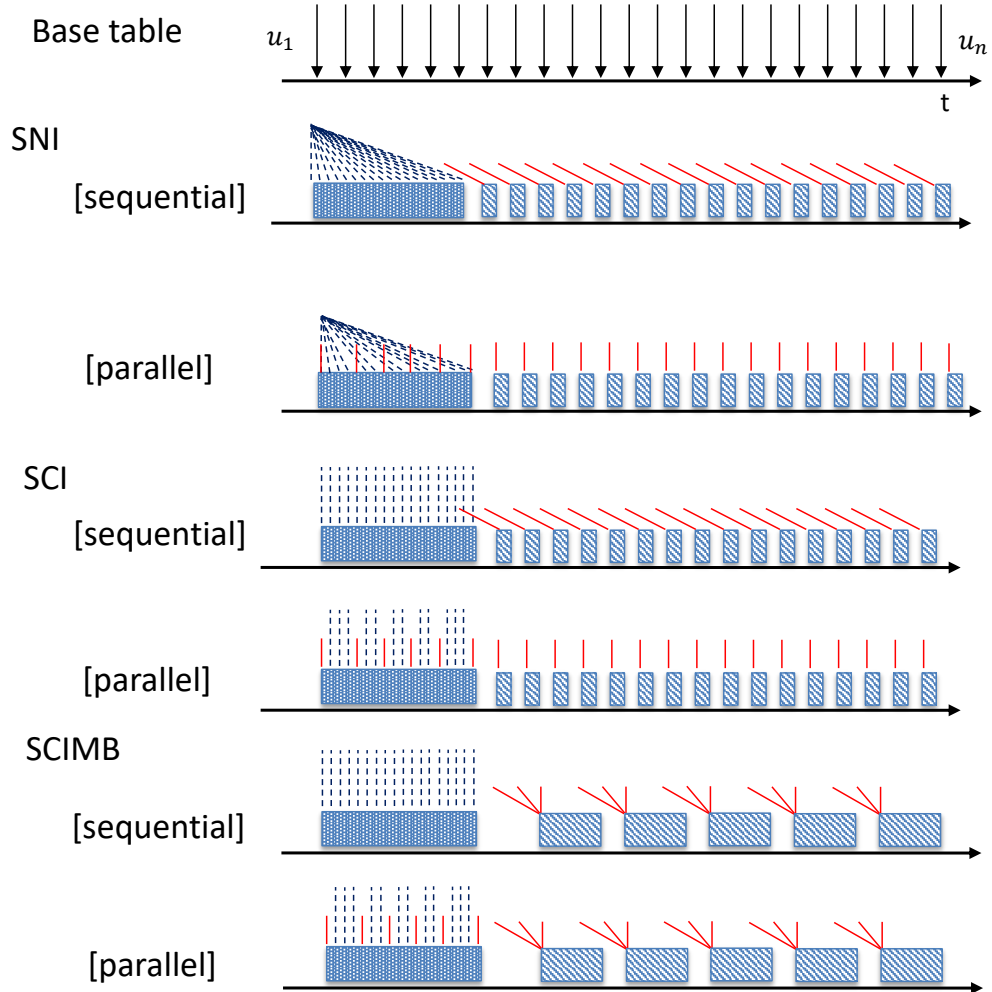 Base table
u₁
uₙ
t
SNI
[sequential]
[parallel]
SCI
[sequential]
[parallel]
SCIMB
[sequential]
[parallel]